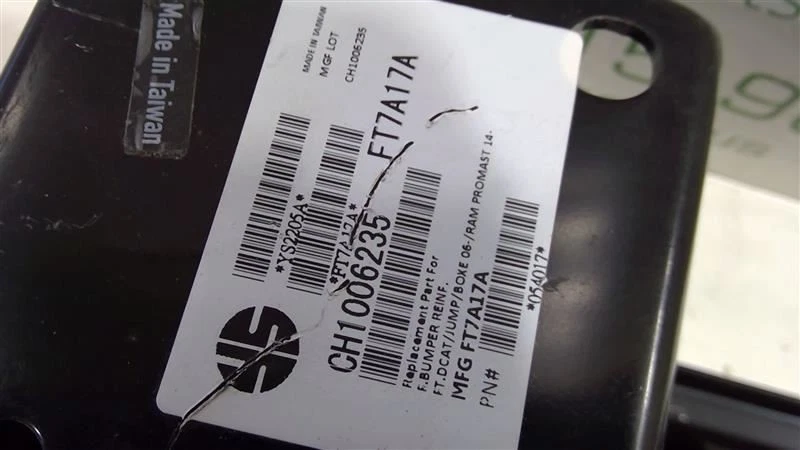 Made in Taiwan
MADE IN TAIWAN
MGF LOT
CH1006235
FT7A17A
*YS2205A*
*FT7A17A*
CH1006235
Replacement Part For
F.BUMPER REINF.
FT.DCAT/JUMP/BOKE 06-/RAM PROMAST 14-
MFG FT7A17A
PN#
*054017*